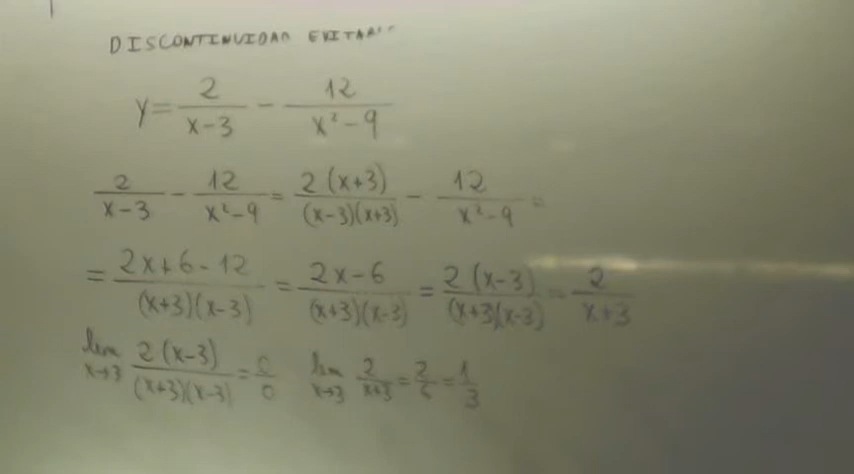 DISCONTINUIDAD EVITABLE
y = 2/(x-3) - 12/(x²-9)
2/(x-3) - 12/(x²-9) = 2(x+3)/((x-3)(x+3)) - 12/(x²-9) =
= (2x+6-12)/((x+3)(x-3)) = (2x-6)/((x+3)(x-3)) = 2(x-3)/((x+3)(x-3)) = 2/(x+3)
lim x→3 2(x-3)/((x+3)(x-3)) = 0/0 lim x→3 2/(x+3) = 2/6 = 1/3